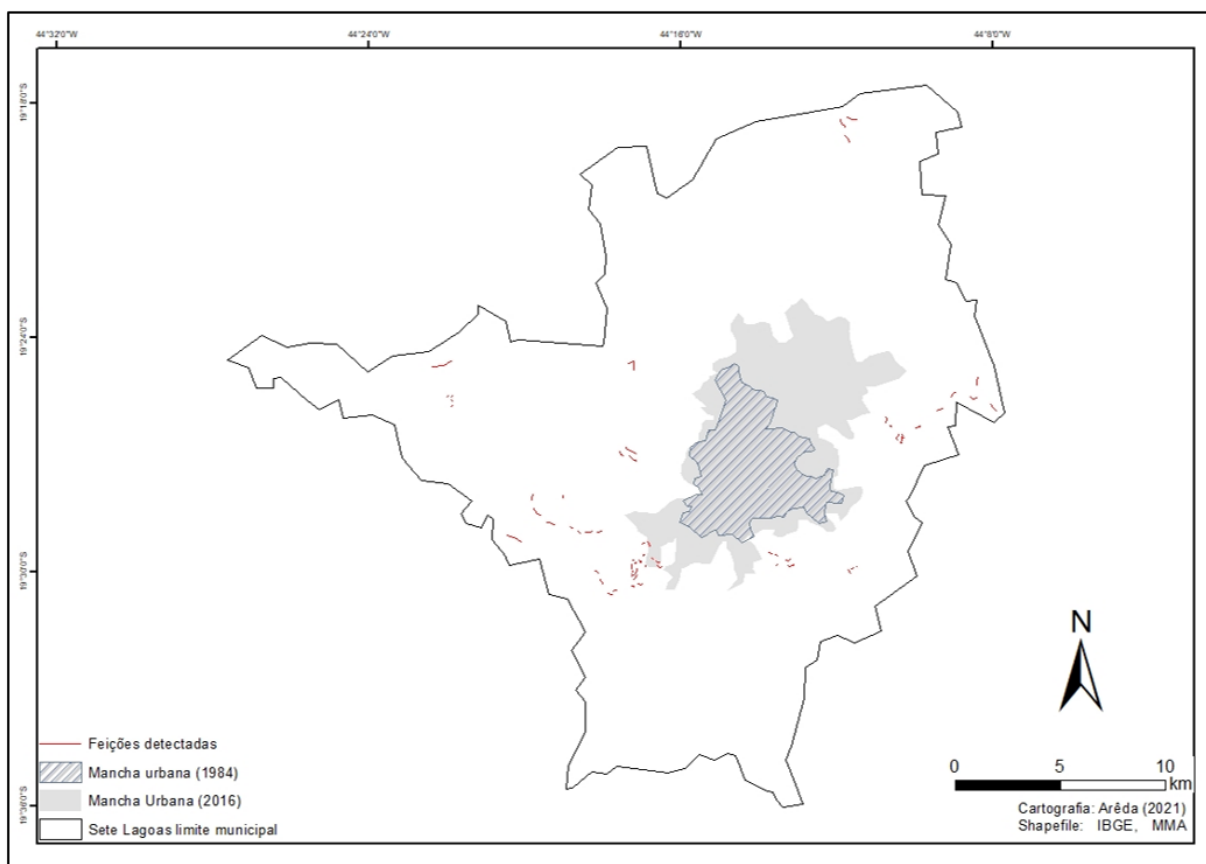 44°32'0"W 44°24'0"W 44°16'0"W 44°8'0"W
19°18'0"S
19°24'0"S
19°32'0"S
19°38'0"S
N
Feições detectadas
Mancha urbana (1984)
Mancha Urbana (2016)
Sete Lagoas limite municipal
0 5 10
km
Cartografia: Arêda (2021)
Shapefile: IBGE, MMA